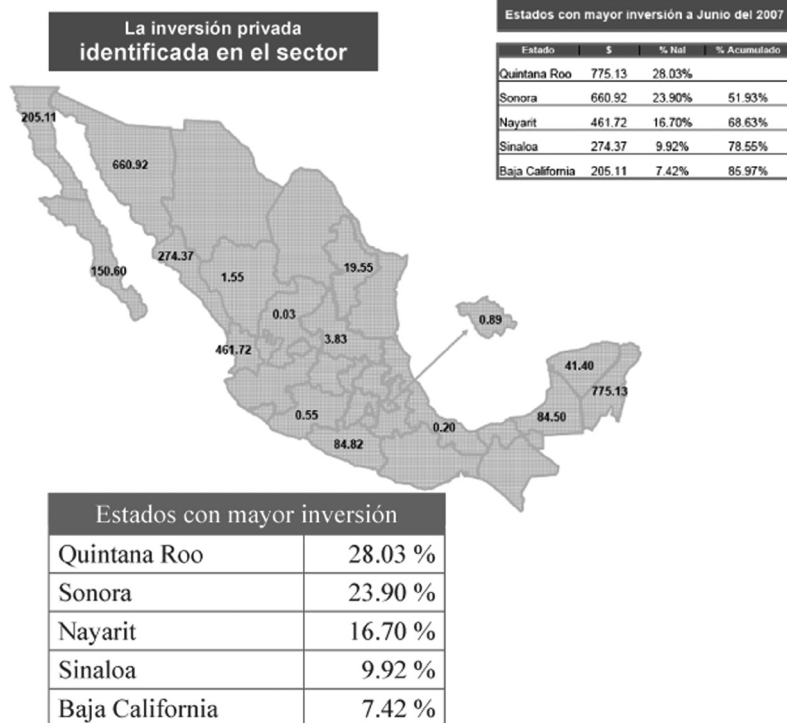 La inversión privada
identificada en el sector
Estados con mayor inversión a Junio del 2007
Estado $ % Nal % Acumulado
Quintana Roo 775.13 28.03%
Sonora 660.92 23.90% 51.93%
Nayarit 461.72 16.70% 68.63%
Sinaloa 274.37 9.92% 78.55%
Baja California 205.11 7.42% 85.97%
205.11
660.92
150.60
274.37
1.55
19.55
0.03
3.83
0.89
461.72
41.40
775.13
0.55
0.20
84.50
84.82
Estados con mayor inversión
Quintana Roo 28.03 %
Sonora 23.90 %
Nayarit 16.70 %
Sinaloa 9.92 %
Baja California 7.42 %